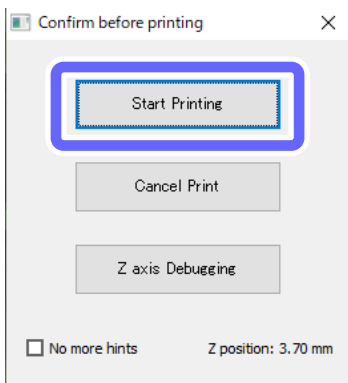 Confirm before printing
Start Printing
Cancel Print
Z axis Debugging
No more hints Z position: 3.70 mm